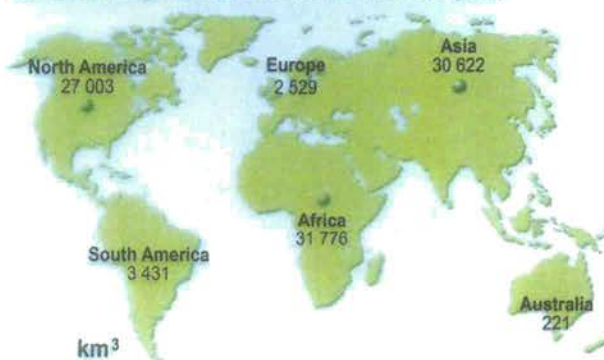 North America
27 003
Europe
2 529
Asia
30 622
Africa
31 776
South America
3 431
Australia
221
km³